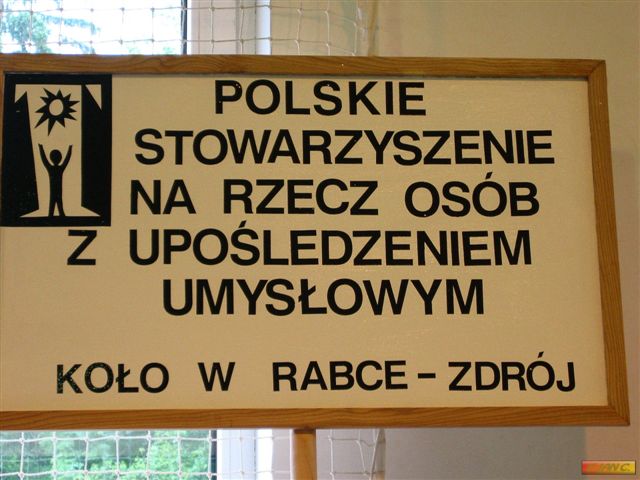 POLSKIE
STOWARZYSZENIE
NA RZECZ OSÓB
Z UPOŚLEDZENIEM
UMYSŁOWYM
KOŁO W RABCE - ZDRÓJ